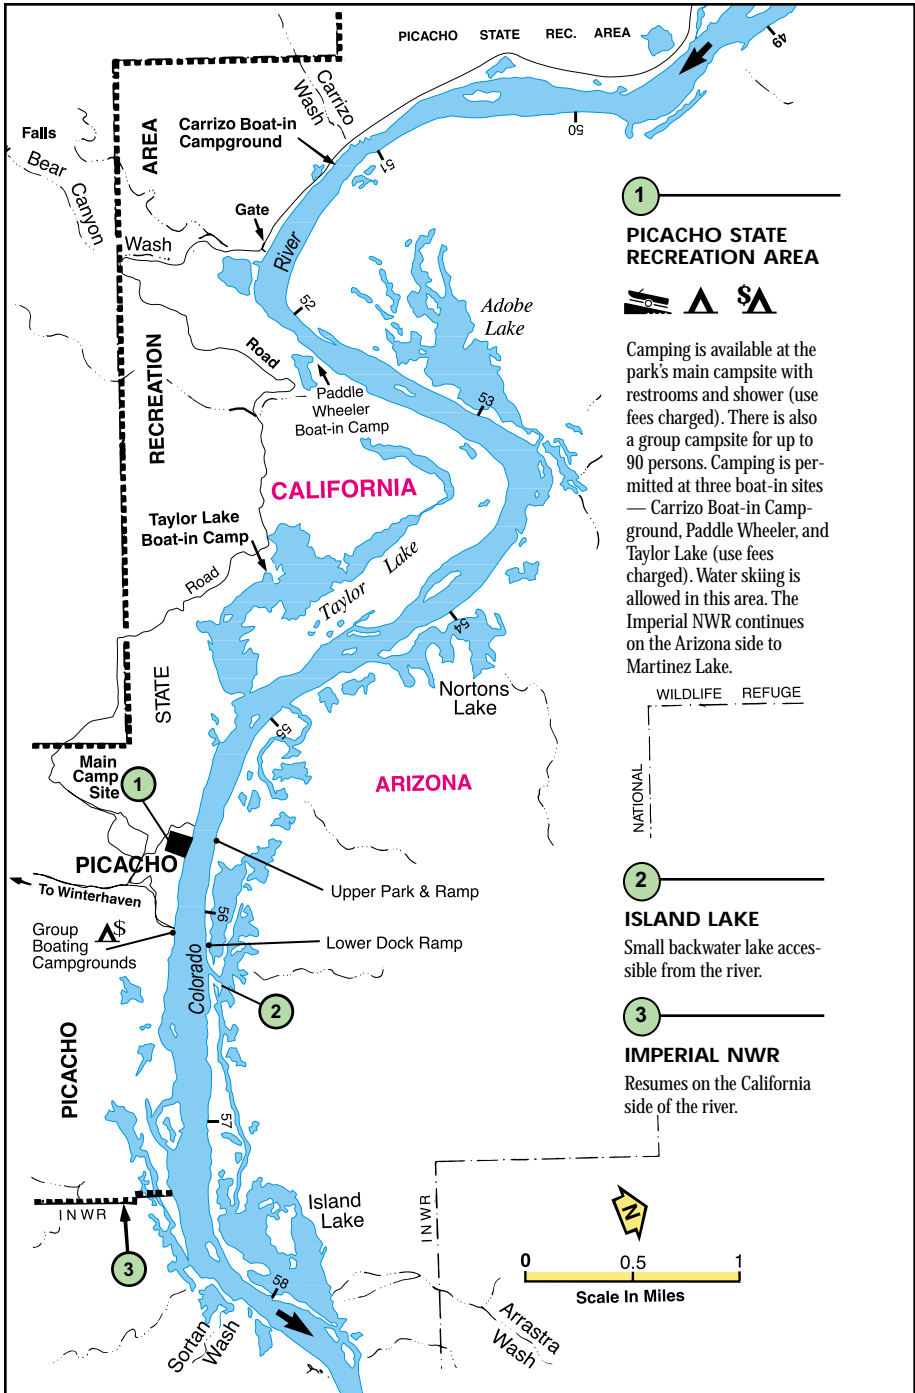 PICACHO STATE REC. AREA
49
Carrizo
Wash
50
51
Carrizo Boat-in
Campground
Falls
Bear
Canyon
Wash
AREA
Gate
River
52
Adobe
Lake
Road
Paddle
Wheeler
Boat-in Camp
53
RECREATION
CALIFORNIA
Taylor Lake
Boat-in Camp
Road
Taylor Lake
54
STATE
Nortons
Lake
55
Main
Camp
Site
1
ARIZONA
PICACHO
To Winterhaven
Upper Park & Ramp
56
Group
Boating
Campgrounds
$
Lower Dock Ramp
Colorado
2
PICACHO
57
INWR
3
Island
Lake
58
Sortan
Wash
Arrastra
Wash
INWR
1
PICACHO STATE
RECREATION AREA
$
Camping is available at the
park's main campsite with
restrooms and shower (use
fees charged). There is also
a group campsite for up to
90 persons. Camping is per-
mitted at three boat-in sites
— Carrizo Boat-in Camp-
ground, Paddle Wheeler, and
Taylor Lake (use fees
charged). Water skiing is
allowed in this area. The
Imperial NWR continues
on the Arizona side to
Martinez Lake.
WILDLIFE REFUGE
NATIONAL
2
ISLAND LAKE
Small backwater lake acces-
sible from the river.
3
IMPERIAL NWR
Resumes on the California
side of the river.
N
0 0.5 1
Scale In Miles